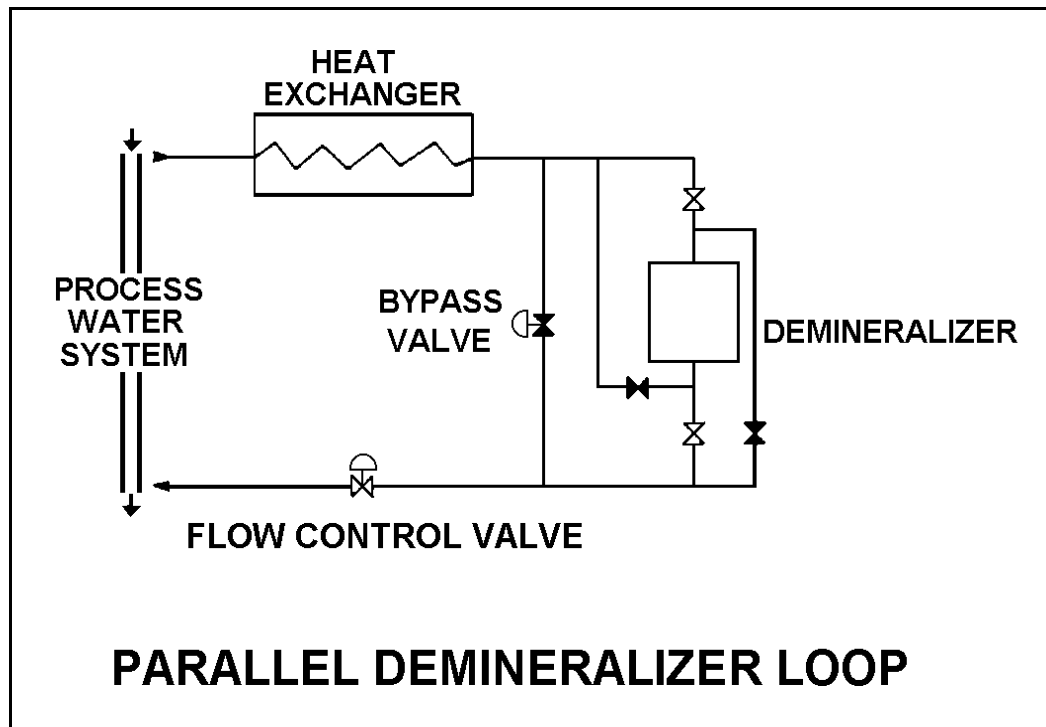 HEAT
EXCHANGER
PROCESS
WATER
SYSTEM
BYPASS
VALVE
DEMINERALIZER
FLOW CONTROL VALVE
PARALLEL DEMINERALIZER LOOP